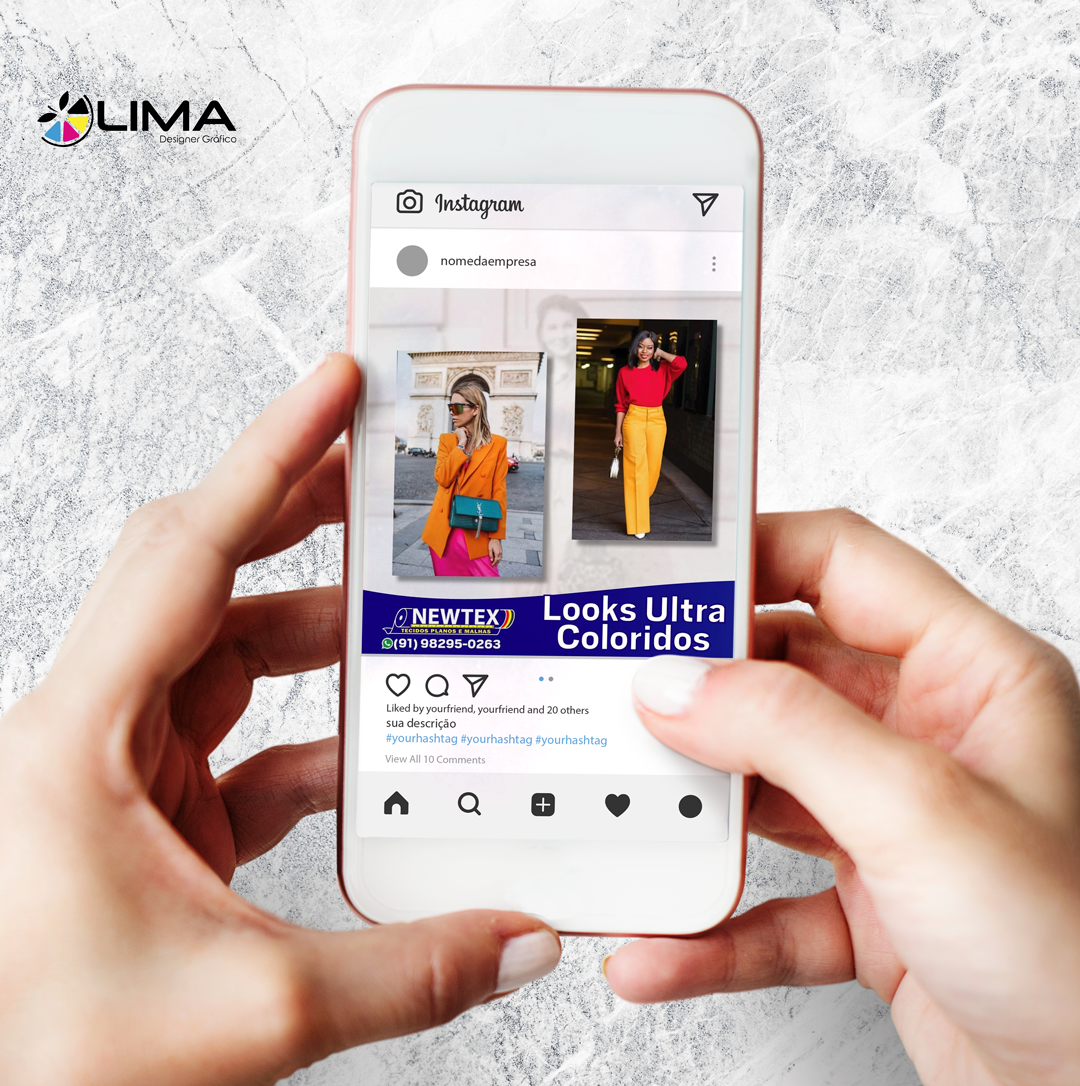 LIMA
Designer Gráfico
Instagram
nomedaempresa
NEWTEX
TECIDOS PLANOS E MALHAS
(91) 98295-0263
Looks Ultra
Coloridos
Liked by yourfriend, yourfriend and 20 others
sua descrição
#yourhashtag #yourhashtag #yourhashtag
View All 10 Comments